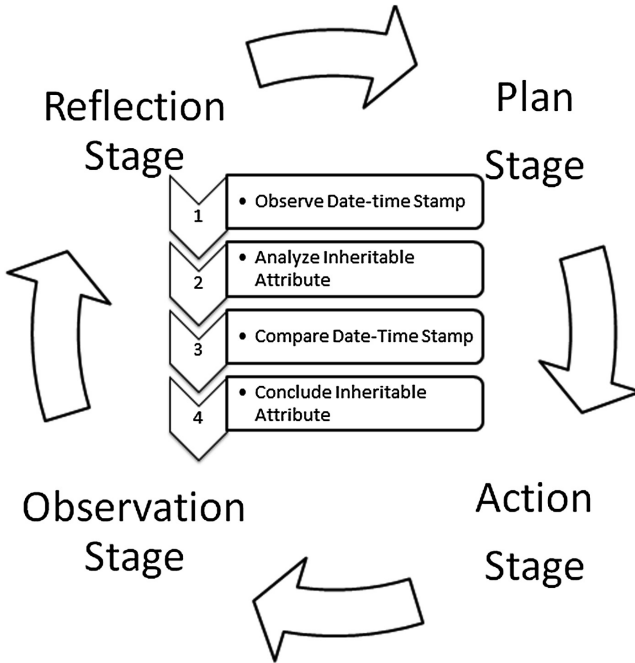 Reflection
Stage
Plan
Stage
1
• Observe Date-time Stamp
2
• Analyze Inheritable
Attribute
3
• Compare Date-Time Stamp
4
• Conclude Inheritable
Attribute
Observation
Stage
Action
Stage